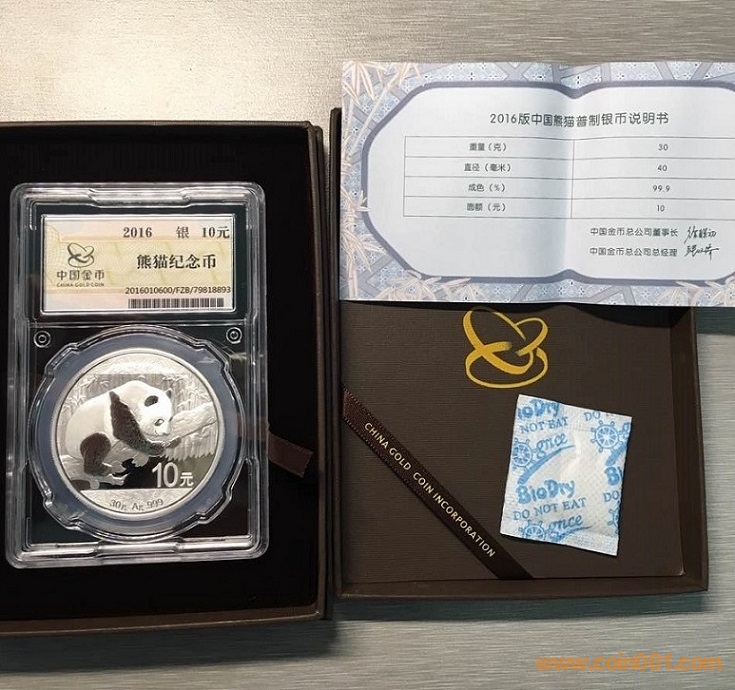 2016 银 10元
中国金币
CHINA GOLD COIN
熊猫纪念币
2016010600/FZB/79818893
10元
30g Ag 999
2016版中国熊猫普制银币说明书
重量(克) 30
直径(毫米) 40
成色(%) 99.9
面额(元) 10
中国金币总公司董事长
中国金币总公司总经理
CHINA GOLD COIN INCORPORATION
BioDry
DO NOT EAT
BioDry
DO NOT EAT
www.coin001.com